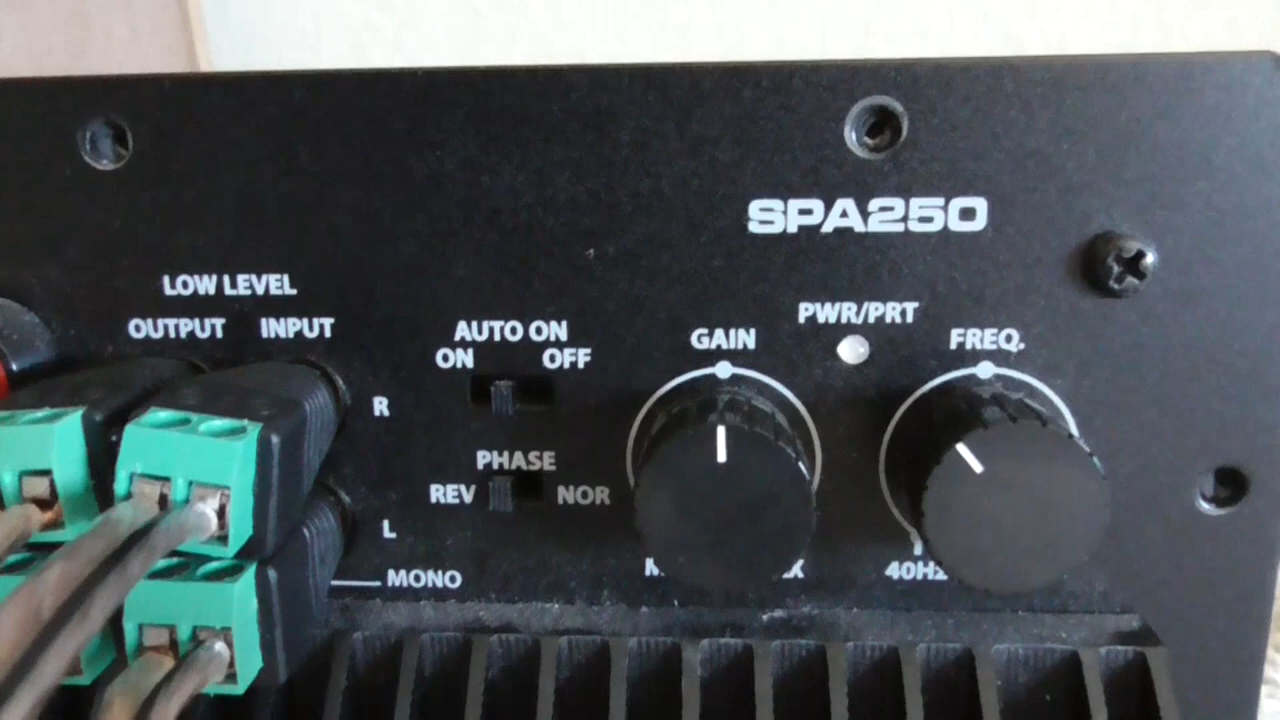 SPA250
LOW LEVEL
OUTPUT INPUT
AUTO ON
ON OFF
GAIN
PWR/PRT
FREQ.
R
PHASE
REV NOR
L
MONO
40Hz